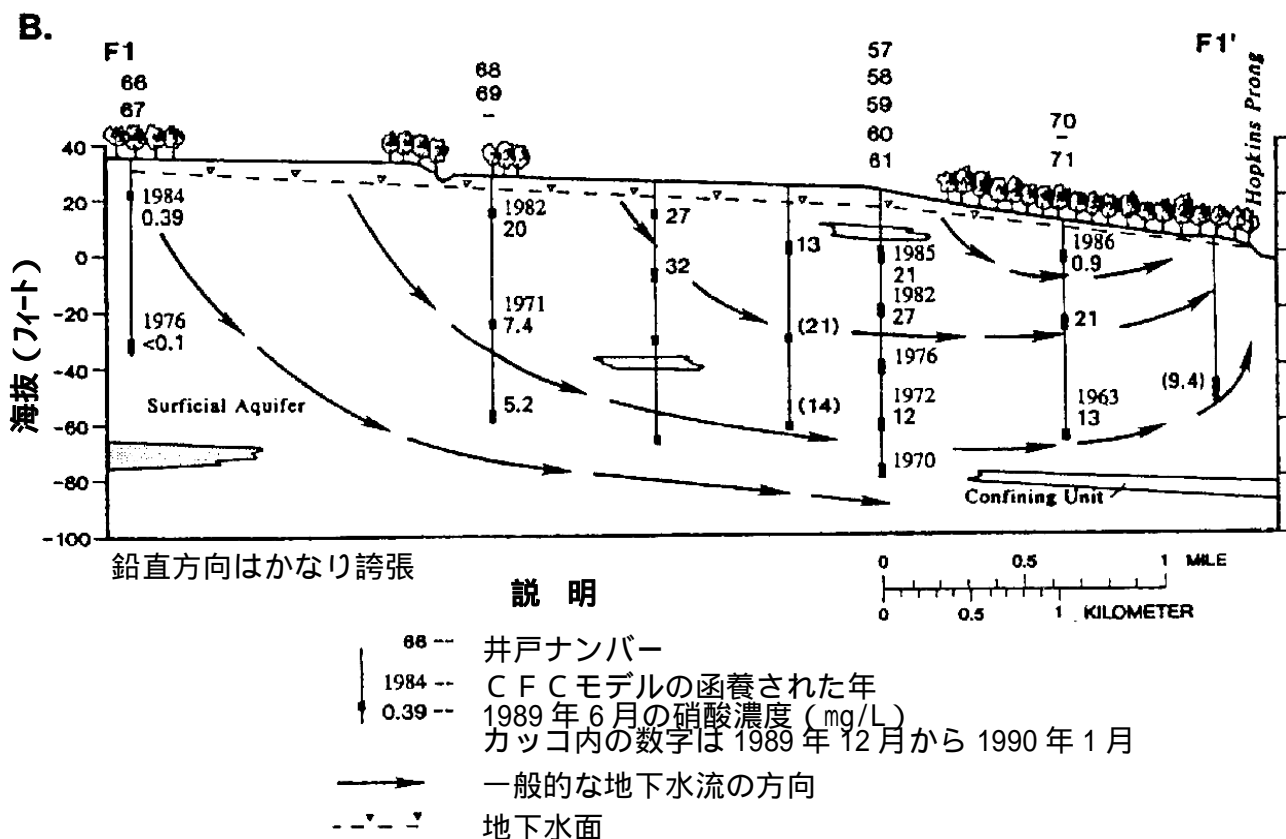 B.
F1
F1'
66
67
68
69
-
57
58
59
60
61
70
-
71
Hopkins Prong
海抜（フィート）
40
20
0
-20
-40
-60
-80
-100
1984
0.39
1976
<0.1
1982
20
1971
7.4
5.2
27
32
13
(21)
(14)
1985
21
1982
27
1976
1972
12
1970
1986
0.9
21
1963
13
(9.4)
Surficial Aquifer
Confining Unit
鉛直方向はかなり誇張
0 0.5 1 MILE
0 0.5 1 KILOMETER
説 明
66 -- 井戸ナンバー
1984 -- ＣＦＣモデルの函養された年
0.39 -- 1989 年 6 月の硝酸濃度（㎎/L）
カッコ内の数字は 1989 年 12 月から 1990 年 1 月
一般的な地下水流の方向
地下水面